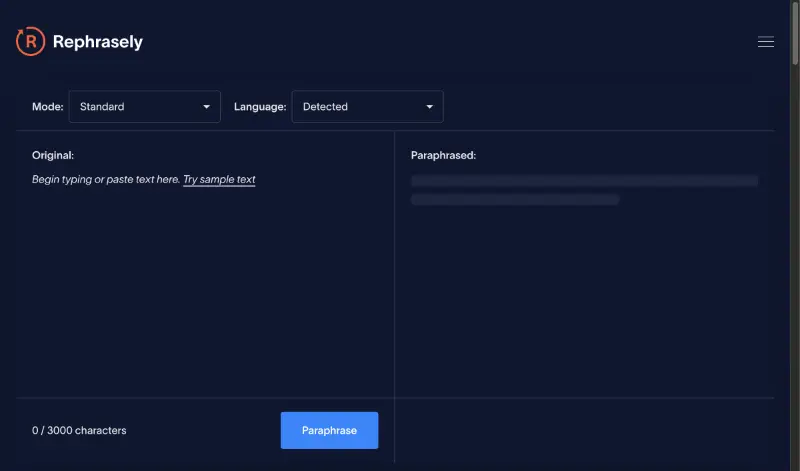 R Rephrasely
Mode: Standard Language: Detected
Original:
Begin typing or paste text here. Try sample text
Paraphrased:
0 / 3000 characters
Paraphrase